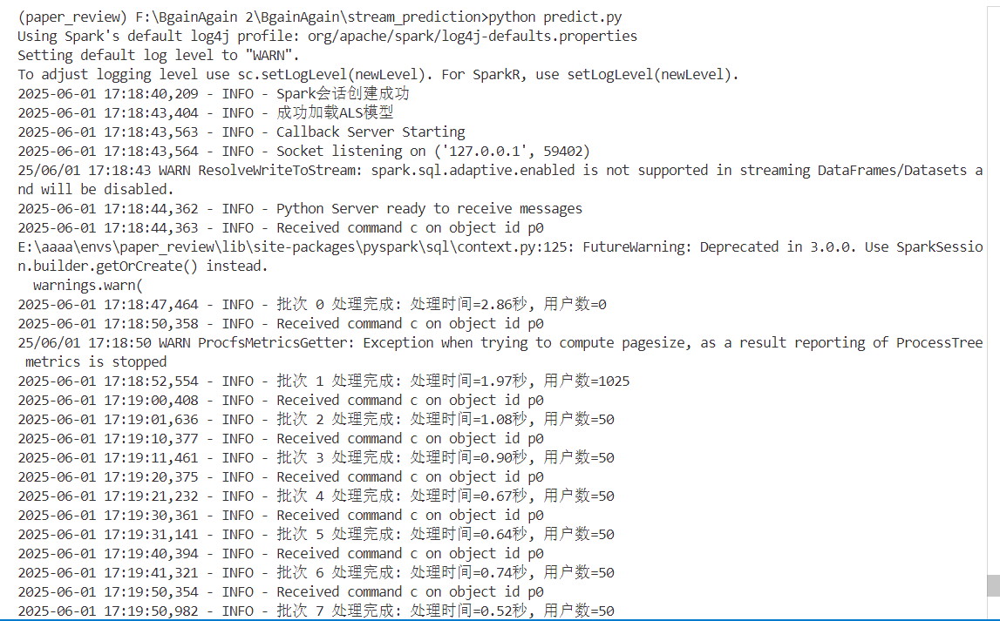 (paper_review) F:\BgainAgain 2\BgainAgain\stream_prediction>python predict.py
Using Spark's default log4j profile: org/apache/spark/log4j-defaults.properties
Setting default log level to "WARN".
To adjust logging level use sc.setLogLevel(newLevel). For SparkR, use setLogLevel(newLevel).
2025-06-01 17:18:40,209 - INFO - Spark会话创建成功
2025-06-01 17:18:43,404 - INFO - 成功加载ALS模型
2025-06-01 17:18:43,563 - INFO - Callback Server Starting
2025-06-01 17:18:43,564 - INFO - Socket listening on ('127.0.0.1', 59402)
25/06/01 17:18:43 WARN ResolveWriteToStream: spark.sql.adaptive.enabled is not supported in streaming DataFrames/Datasets a
nd will be disabled.
2025-06-01 17:18:44,362 - INFO - Python Server ready to receive messages
2025-06-01 17:18:44,363 - INFO - Received command c on object id p0
E:\aaaa\envs\paper_review\lib\site-packages\pyspark\sql\context.py:125: FutureWarning: Deprecated in 3.0.0. Use SparkSessio
n.builder.getOrCreate() instead.
  warnings.warn(
2025-06-01 17:18:47,464 - INFO - 批次 0 处理完成: 处理时间=2.86秒, 用户数=0
2025-06-01 17:18:50,358 - INFO - Received command c on object id p0
25/06/01 17:18:50 WARN ProcfsMetricsGetter: Exception when trying to compute pagesize, as a result reporting of ProcessTree
 metrics is stopped
2025-06-01 17:18:52,554 - INFO - 批次 1 处理完成: 处理时间=1.97秒, 用户数=1025
2025-06-01 17:19:00,408 - INFO - Received command c on object id p0
2025-06-01 17:19:01,636 - INFO - 批次 2 处理完成: 处理时间=1.08秒, 用户数=50
2025-06-01 17:19:10,377 - INFO - Received command c on object id p0
2025-06-01 17:19:11,461 - INFO - 批次 3 处理完成: 处理时间=0.90秒, 用户数=50
2025-06-01 17:19:20,375 - INFO - Received command c on object id p0
2025-06-01 17:19:21,232 - INFO - 批次 4 处理完成: 处理时间=0.67秒, 用户数=50
2025-06-01 17:19:30,361 - INFO - Received command c on object id p0
2025-06-01 17:19:31,141 - INFO - 批次 5 处理完成: 处理时间=0.64秒, 用户数=50
2025-06-01 17:19:40,394 - INFO - Received command c on object id p0
2025-06-01 17:19:41,321 - INFO - 批次 6 处理完成: 处理时间=0.74秒, 用户数=50
2025-06-01 17:19:50,354 - INFO - Received command c on object id p0
2025-06-01 17:19:50,982 - INFO - 批次 7 处理完成: 处理时间=0.52秒, 用户数=50